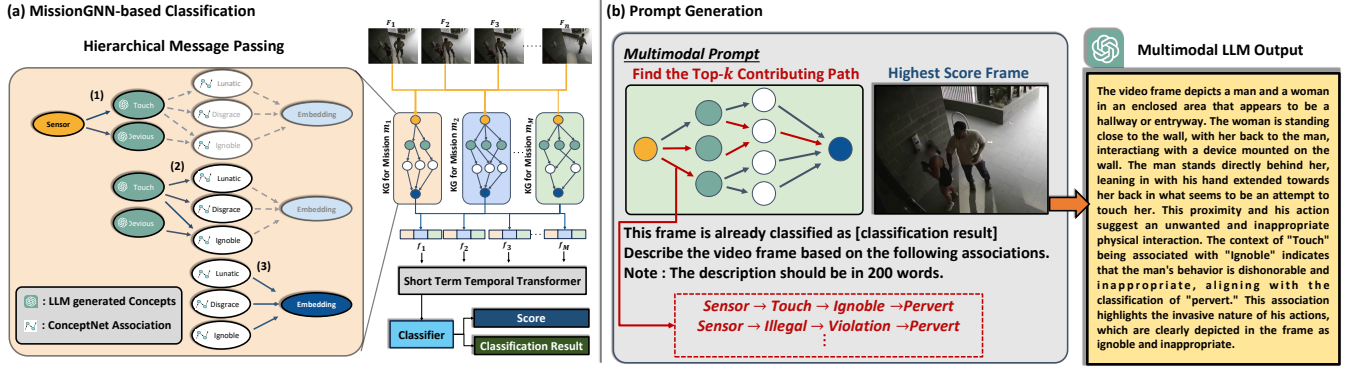 (a) MissionGNN-based Classification
Hierarchical Message Passing
Sensor
(1)
Touch
Devious
Lunatic
Disgrace
Ignoble
Embedding
(2)
Touch
Devious
Lunatic
Disgrace
Ignoble
Embedding
(3)
Lunatic
Disgrace
Ignoble
Embedding
: LLM generated Concepts
: ConceptNet Association
F1
F2
F3
Fn
KG for Mission m1
KG for Mission m2
KG for Mission mM
f1
f2
f3
fM
Short Term Temporal Transformer
Classifier
Score
Classification Result
(b) Prompt Generation
Multimodal Prompt
Find the Top-k Contributing Path
Highest Score Frame
This frame is already classified as [classification result]
Describe the video frame based on the following associations.
Note : The description should be in 200 words.
Sensor → Touch → Ignoble →Pervert
Sensor → Illegal → Violation →Pervert
⋮
Multimodal LLM Output
The video frame depicts a man and a woman
in an enclosed area that appears to be a
hallway or entryway. The woman is standing
close to the wall, with her back to the man,
interactiang with a device mounted on the
wall. The man stands directly behind her,
leaning in with his hand extended towards
her back in what seems to be an attempt to
touch her. This proximity and his action
suggest an unwanted and inappropriate
physical interaction. The context of "Touch"
being associated with "Ignoble" indicates
that the man's behavior is dishonorable and
inappropriate, aligning with the
classification of "pervert." This association
highlights the invasive nature of his actions,
which are clearly depicted in the frame as
ignoble and inappropriate.